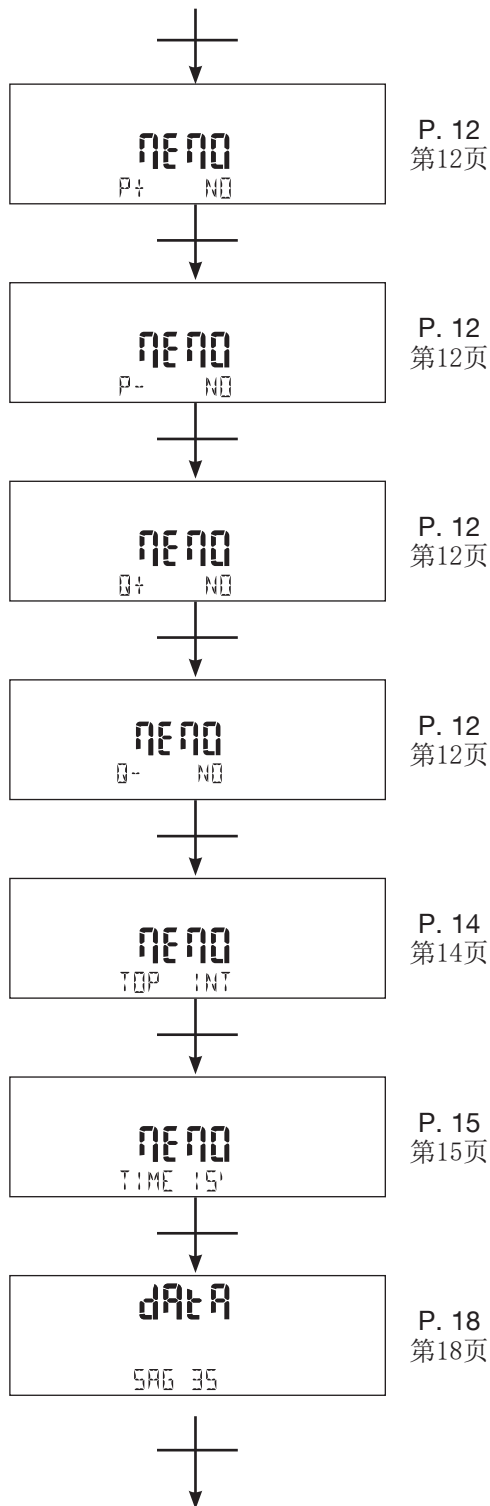 MEMO
P+ NO
P. 12
第12页
MEMO
P- NO
P. 12
第12页
MEMO
Q+ NO
P. 12
第12页
MEMO
Q- NO
P. 12
第12页
MEMO
TOP INT
P. 14
第14页
MEMO
TIME 15'
P. 15
第15页
dAtA
SAG 35
P. 18
第18页